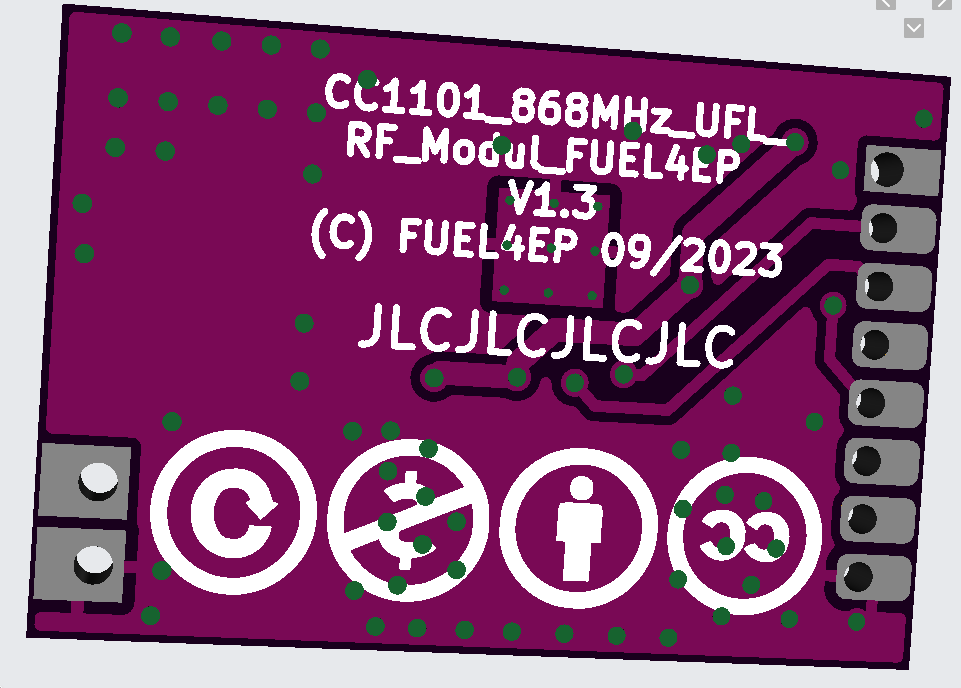 CC1101_868MHz_UFL_
RF_Modul_FUEL4EP
V1.3
(C) FUEL4EP 09/2023
JLCJLCJLCJLC